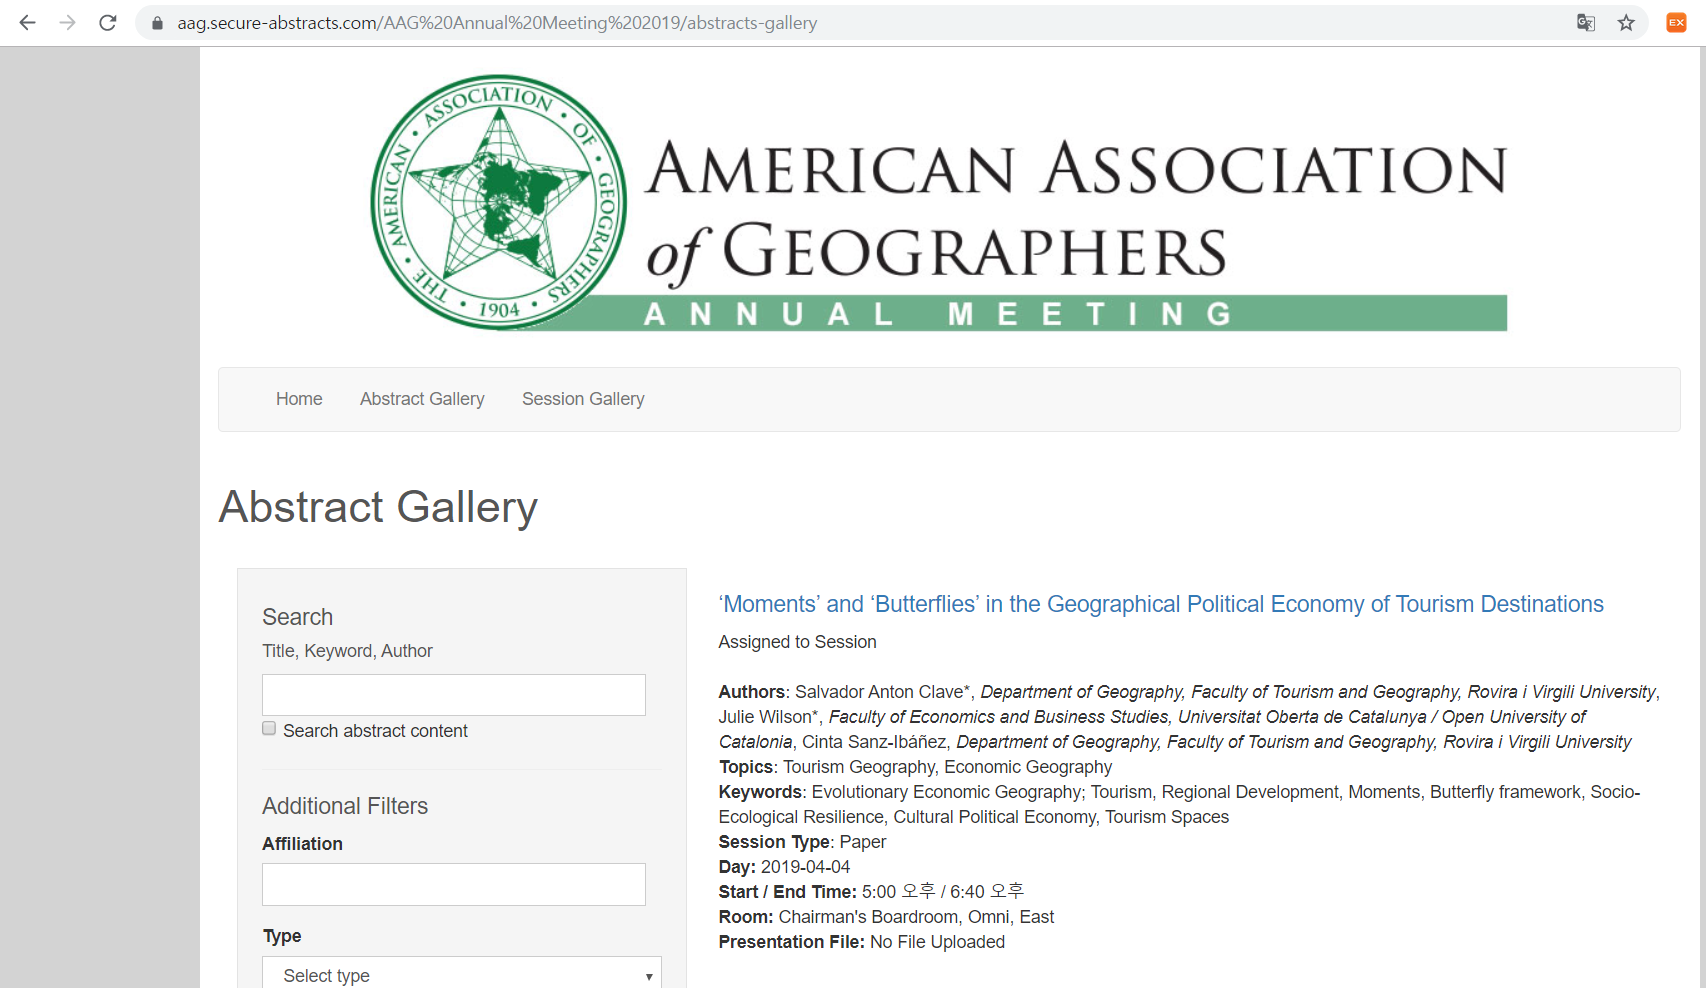 aag.secure-abstracts.com/AAG%20Annual%20Meeting%202019/abstracts-gallery
EX
THE • AMERICAN • ASSOCIATION • OF • GEOGRAPHERS • 1904 •
AMERICAN ASSOCIATION
of GEOGRAPHERS
ANNUAL MEETING
Home Abstract Gallery Session Gallery
Abstract Gallery
Search
Title, Keyword, Author
Search abstract content
Additional Filters
Affiliation
Type
Select type
‘Moments’ and ‘Butterflies’ in the Geographical Political Economy of Tourism Destinations
Assigned to Session
Authors: Salvador Anton Clave*, Department of Geography, Faculty of Tourism and Geography, Rovira i Virgili University,
Julie Wilson*, Faculty of Economics and Business Studies, Universitat Oberta de Catalunya / Open University of
Catalonia, Cinta Sanz-Ibáñez, Department of Geography, Faculty of Tourism and Geography, Rovira i Virgili University
Topics: Tourism Geography, Economic Geography
Keywords: Evolutionary Economic Geography; Tourism, Regional Development, Moments, Butterfly framework, Socio-
Ecological Resilience, Cultural Political Economy, Tourism Spaces
Session Type: Paper
Day: 2019-04-04
Start / End Time: 5:00 오후 / 6:40 오후
Room: Chairman's Boardroom, Omni, East
Presentation File: No File Uploaded